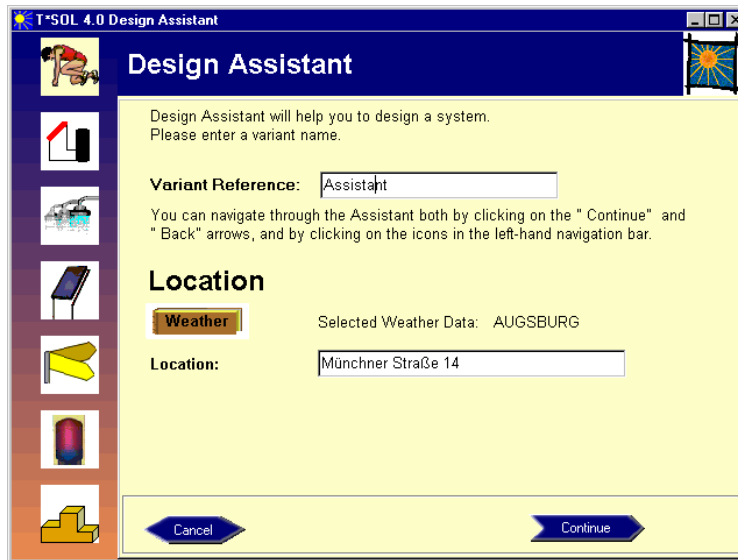 T*SOL 4.0 Design Assistant
Design Assistant
Design Assistant will help you to design a system.
Please enter a variant name.
Variant Reference: Assistant
You can navigate through the Assistant both by clicking on the " Continue" and
" Back" arrows, and by clicking on the icons in the left-hand navigation bar.
Location
Weather Selected Weather Data: AUGSBURG
Location: Münchner Straße 14
Cancel Continue